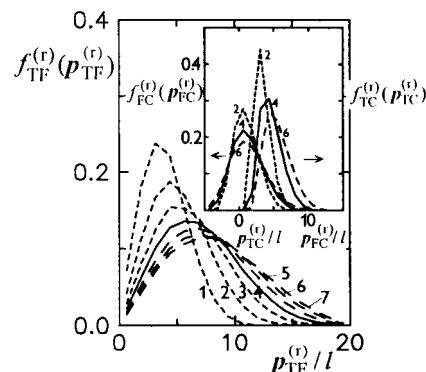 f_TF^(r)(p_TF^(r))
0.4
0.2
0.0
0
10
20
p_TF^(r)/l
1 2 3 4
5
6
7
f_FC^(r)(p_FC^(r))
f_TC^(r)(p_TC^(r))
0.4
0.2
0
10
2
2
4
6
6
p_TC^(r)/l
p_FC^(r)/l